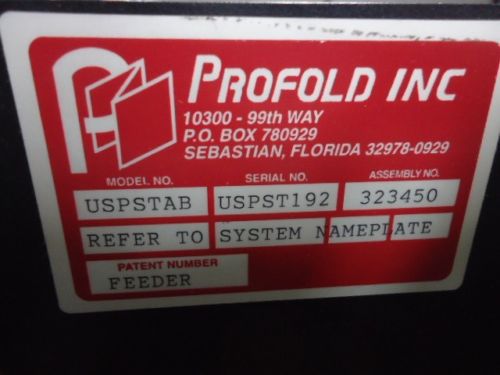 PROFOLD INC
10300 - 99th WAY
P.O. BOX 780929
SEBASTIAN, FLORIDA 32978-0929
MODEL NO. SERIAL NO. ASSEMBLY NO.
USPSTAB USPST192 323450
REFER TO SYSTEM NAMEPLATE
PATENT NUMBER
FEEDER